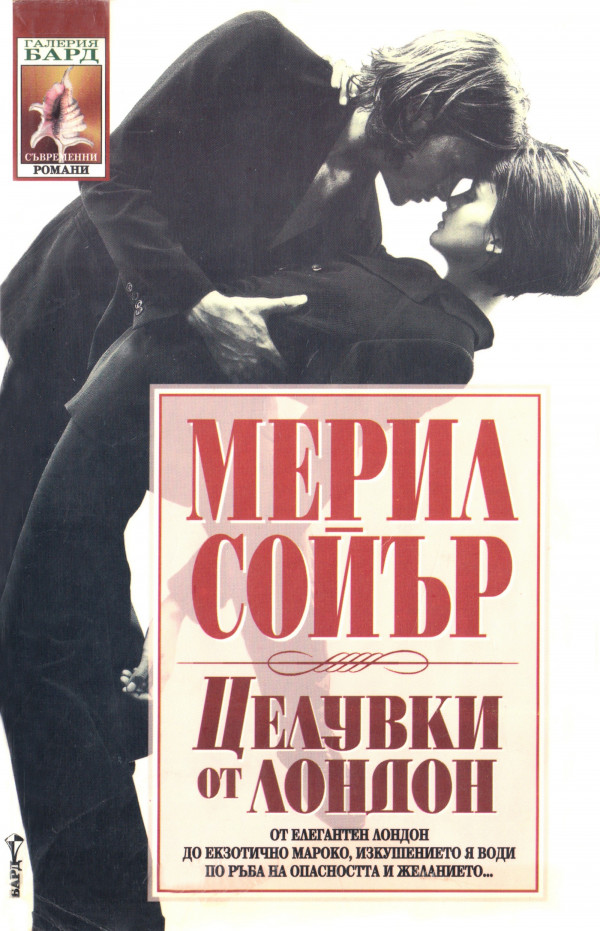 ГАЛЕРИЯ
БАРД
СЪВРЕМЕННИ
РОМАНИ
МЕРИЛ
СОЙЪР
ЦЕЛУВКИ
ОТ ЛОНДОН
ОТ ЕЛЕГАНТЕН ЛОНДОН
ДО ЕКЗОТИЧНО МАРОКО, ИЗКУШЕНИЕТО Я ВОДИ
ПО РЪБА НА ОПАСНОСТТА И ЖЕЛАНИЕТО...
БАРД